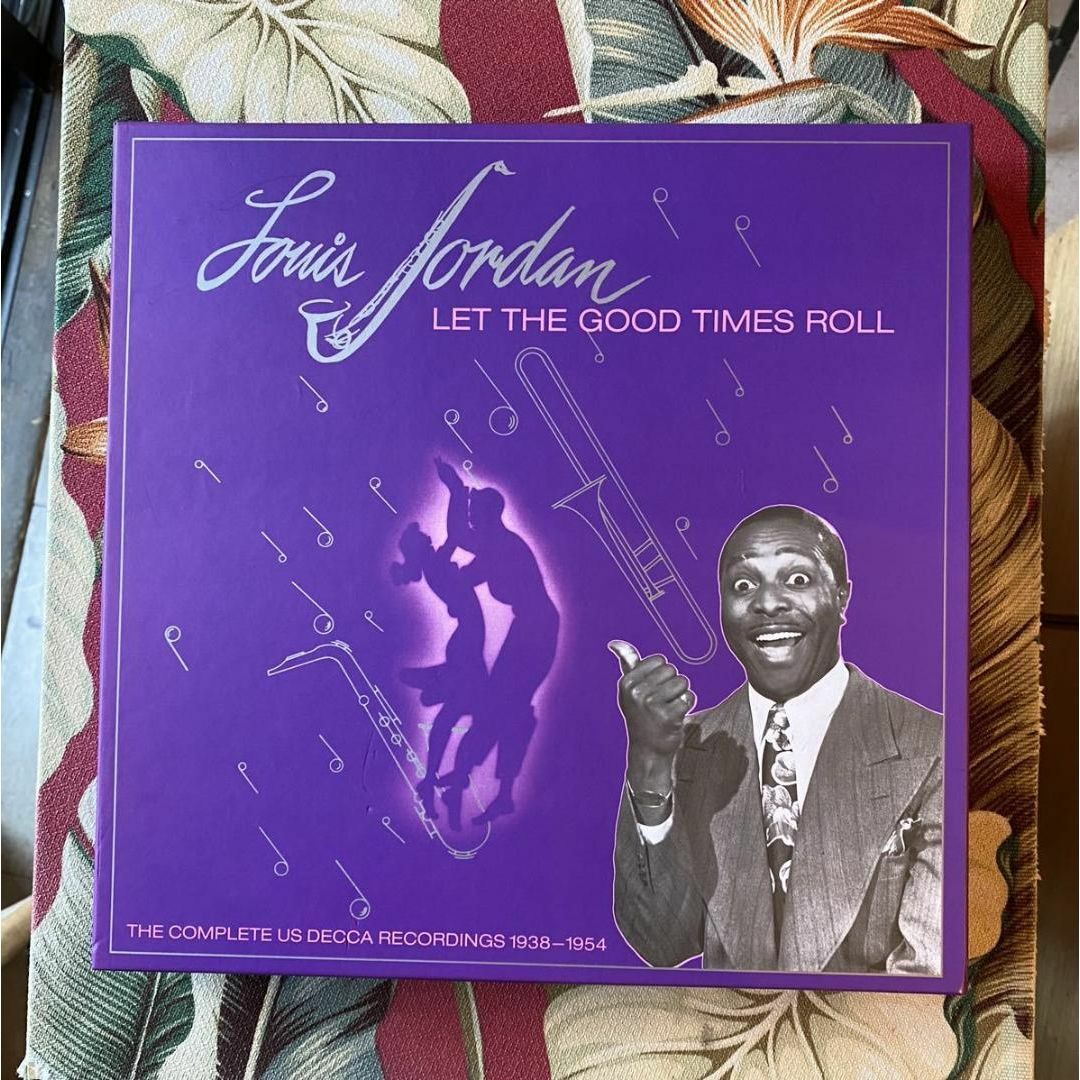 Louis Jordan
LET THE GOOD TIMES ROLL
THE COMPLETE US DECCA RECORDINGS 1938–1954